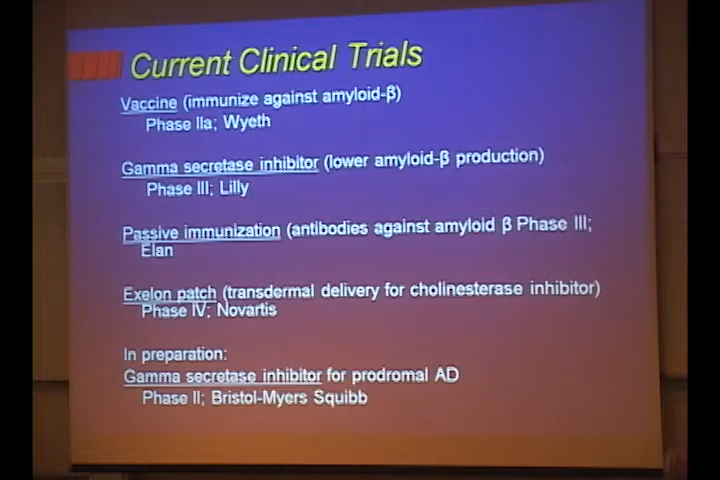 Current Clinical Trials
Vaccine (immunize against amyloid-β)
Phase IIa; Wyeth
Gamma secretase inhibitor (lower amyloid-β production)
Phase III; Lilly
Passive immunization (antibodies against amyloid β Phase III;
Elan
Exelon patch (transdermal delivery for cholinesterase inhibitor)
Phase IV; Novartis
In preparation:
Gamma secretase inhibitor for prodromal AD
Phase II; Bristol-Myers Squibb